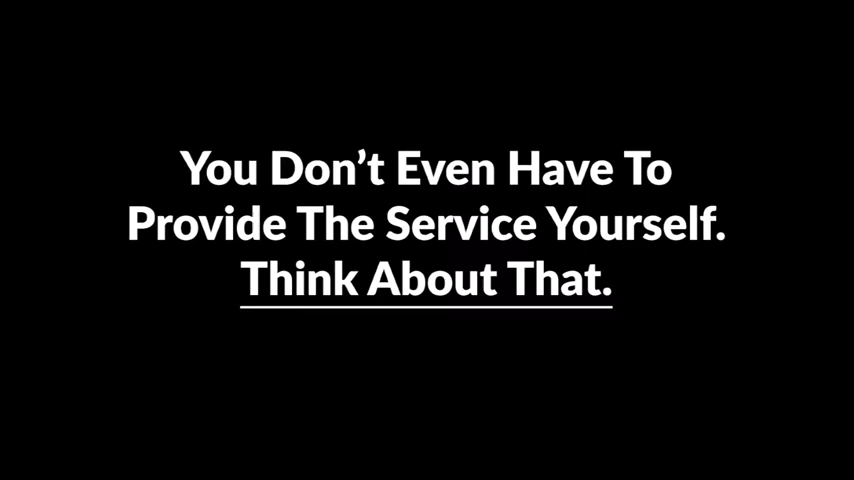 You Don’t Even Have To
Provide The Service Yourself.
Think About That.